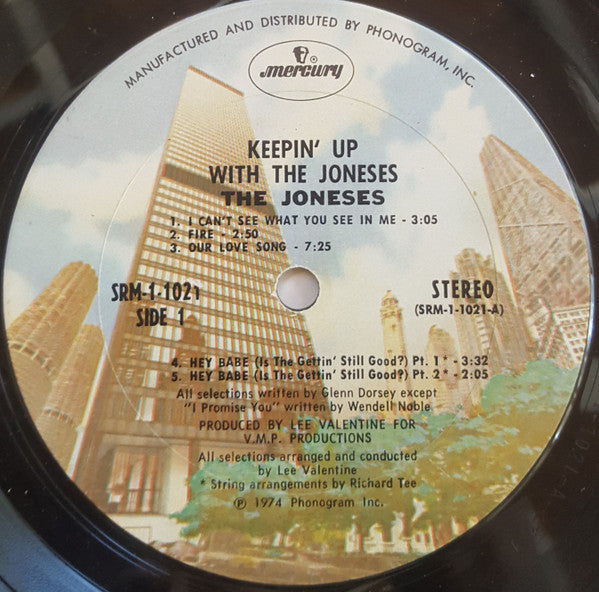 MANUFACTURED AND DISTRIBUTED BY PHONOGRAM, INC.
mercury ®
KEEPIN' UP
WITH THE JONESES
THE JONESES
1. I CAN'T SEE WHAT YOU SEE IN ME - 3:05
2. FIRE - 2:50
3. OUR LOVE SONG - 7:25
SRM-1-1021
SIDE 1
STEREO
(SRM-1-1021-A)
4. HEY BABE (Is The Gettin' Still Good?) Pt. 1* - 3:32
5. HEY BABE (Is The Gettin' Still Good?) Pt. 2* - 2:05
All selections written by Glenn Dorsey except
"I Promise You" written by Wendell Noble
PRODUCED BY LEE VALENTINE FOR
V.M.P. PRODUCTIONS
All selections arranged and conducted
by Lee Valentine
* String arrangements by Richard Tee
Ⓟ 1974 Phonogram Inc.